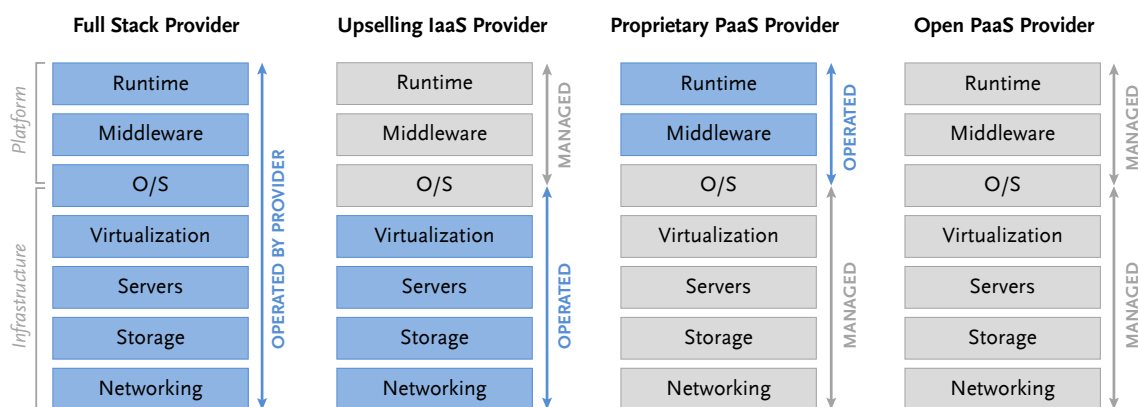 Full Stack Provider
Upselling IaaS Provider
Proprietary PaaS Provider
Open PaaS Provider
Platform
Infrastructure
Runtime
Middleware
O/S
Virtualization
Servers
Storage
Networking
OPERATED BY PROVIDER
Runtime
Middleware
O/S
Virtualization
Servers
Storage
Networking
MANAGED
OPERATED
Runtime
Middleware
O/S
Virtualization
Servers
Storage
Networking
OPERATED
MANAGED
Runtime
Middleware
O/S
Virtualization
Servers
Storage
Networking
MANAGED
MANAGED